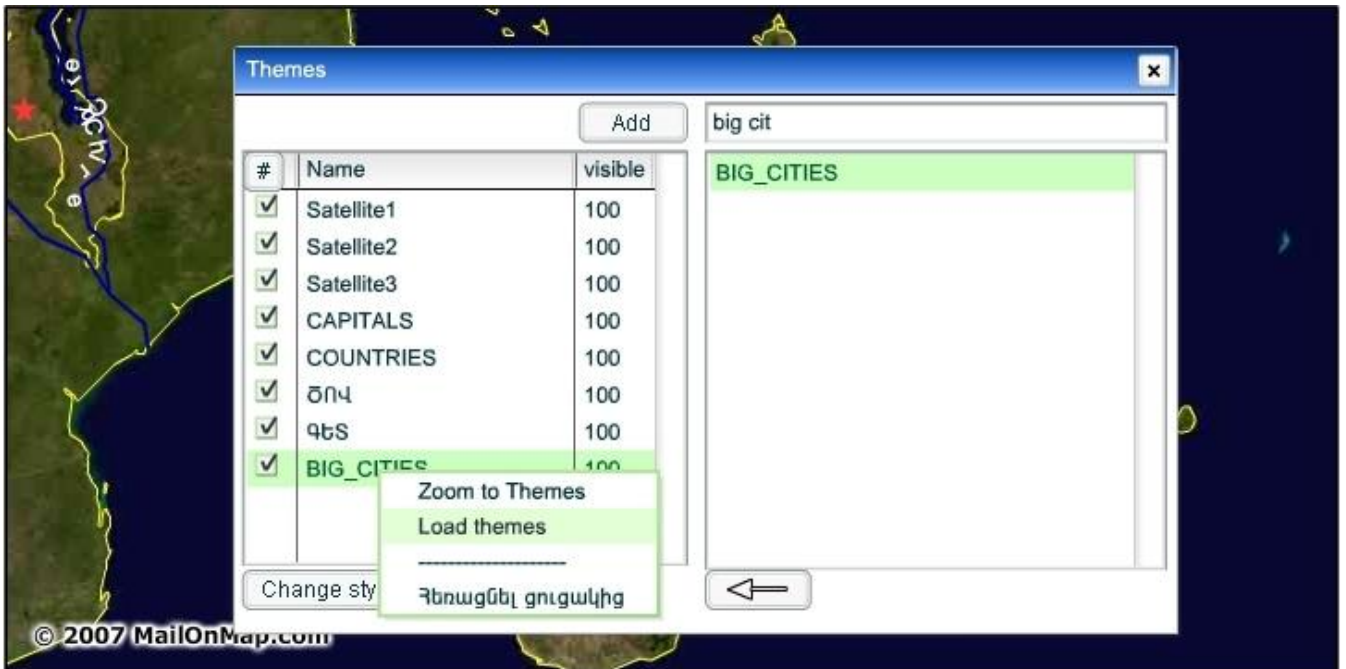 Themes
Add
big cit
# Name visible
BIG_CITIES
Satellite1 100
Satellite2 100
Satellite3 100
CAPITALS 100
COUNTRIES 100
ԾՈՎ 100
ԳԵՏ 100
BIG_CITIES 100
Zoom to Themes
Load themes
--------------------
Հեռացնել ցուցակից
Change sty
© 2007 MailOnMap.com